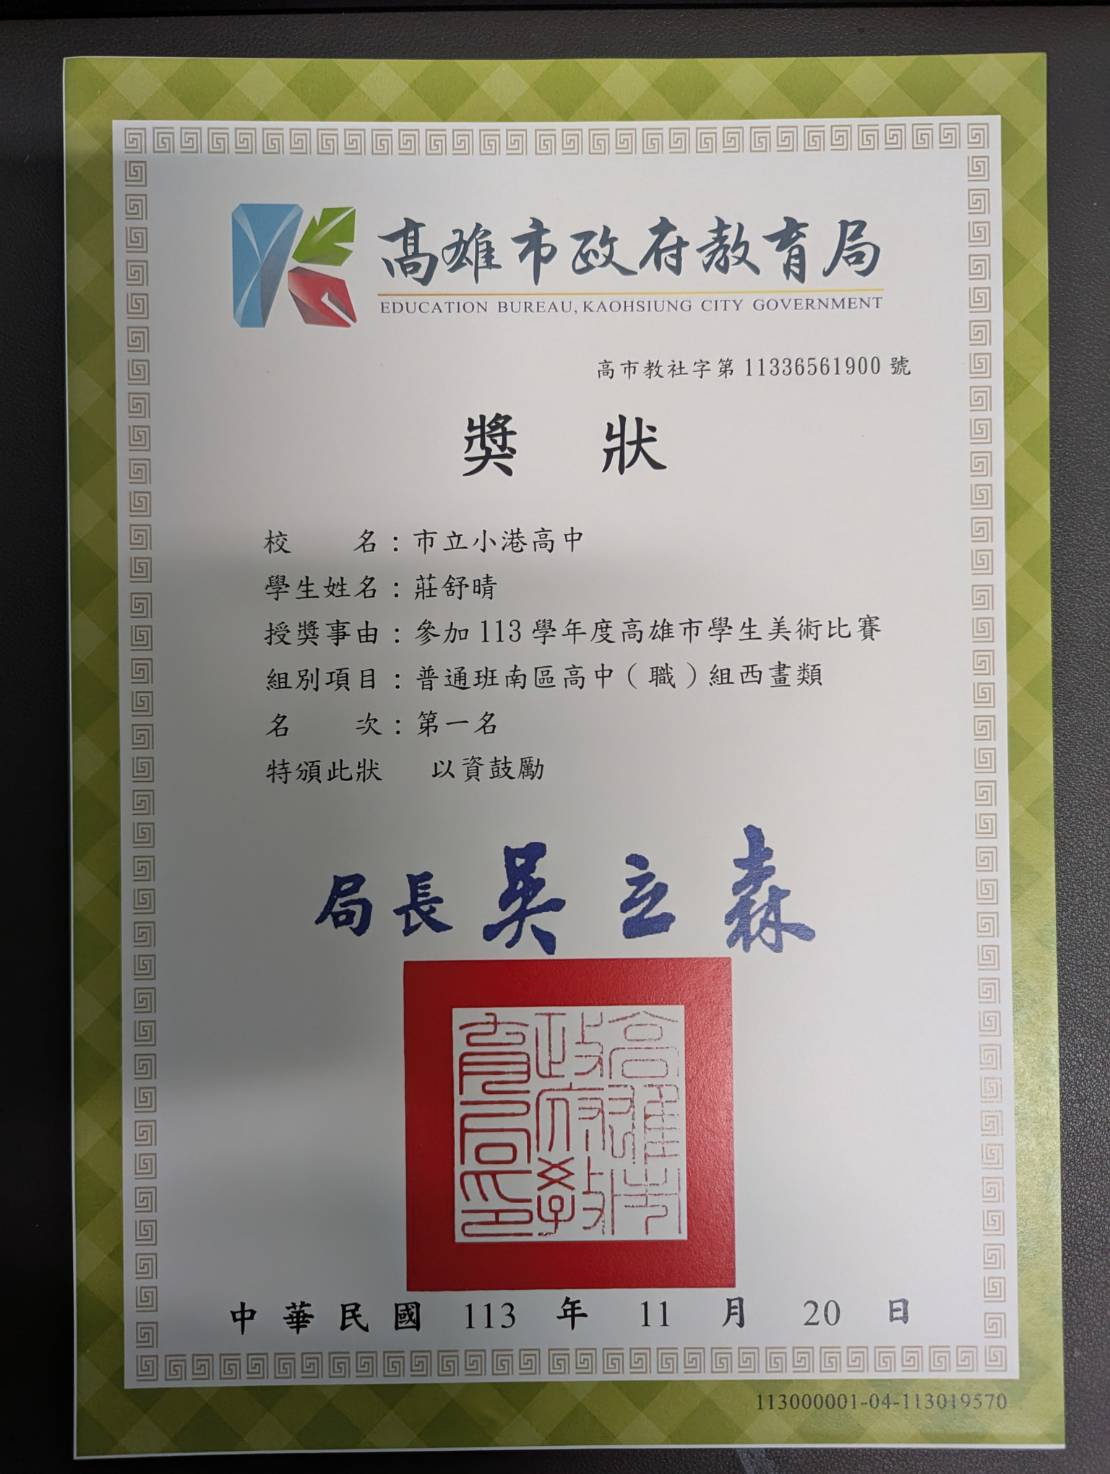 高雄市政府教育局
EDUCATION BUREAU, KAOHSIUNG CITY GOVERNMENT
高市教社字第 11336561900 號
獎 狀
校　　名：市立小港高中
學生姓名：莊舒晴
授獎事由：參加 113 學年度高雄市學生美術比賽
組別項目：普通班南區高中（職）組西畫類
名　　次：第一名
特頒此狀　以資鼓勵
局長 吳立森
高雄市政府教育局印
中 華 民 國 113 年 11 月 20 日
113000001-04-113019570